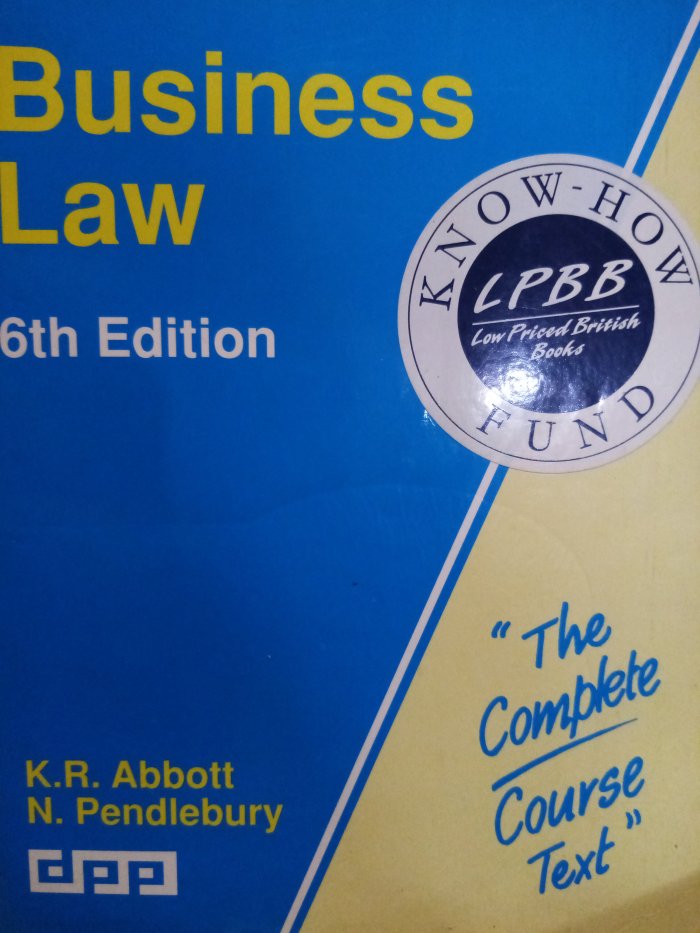 Business
Law
6th Edition
KNOW-HOW
LPBB
Low Priced British
Books
FUND
"The
Complete
Course
Text"
K.R. Abbott
N. Pendlebury
dpp